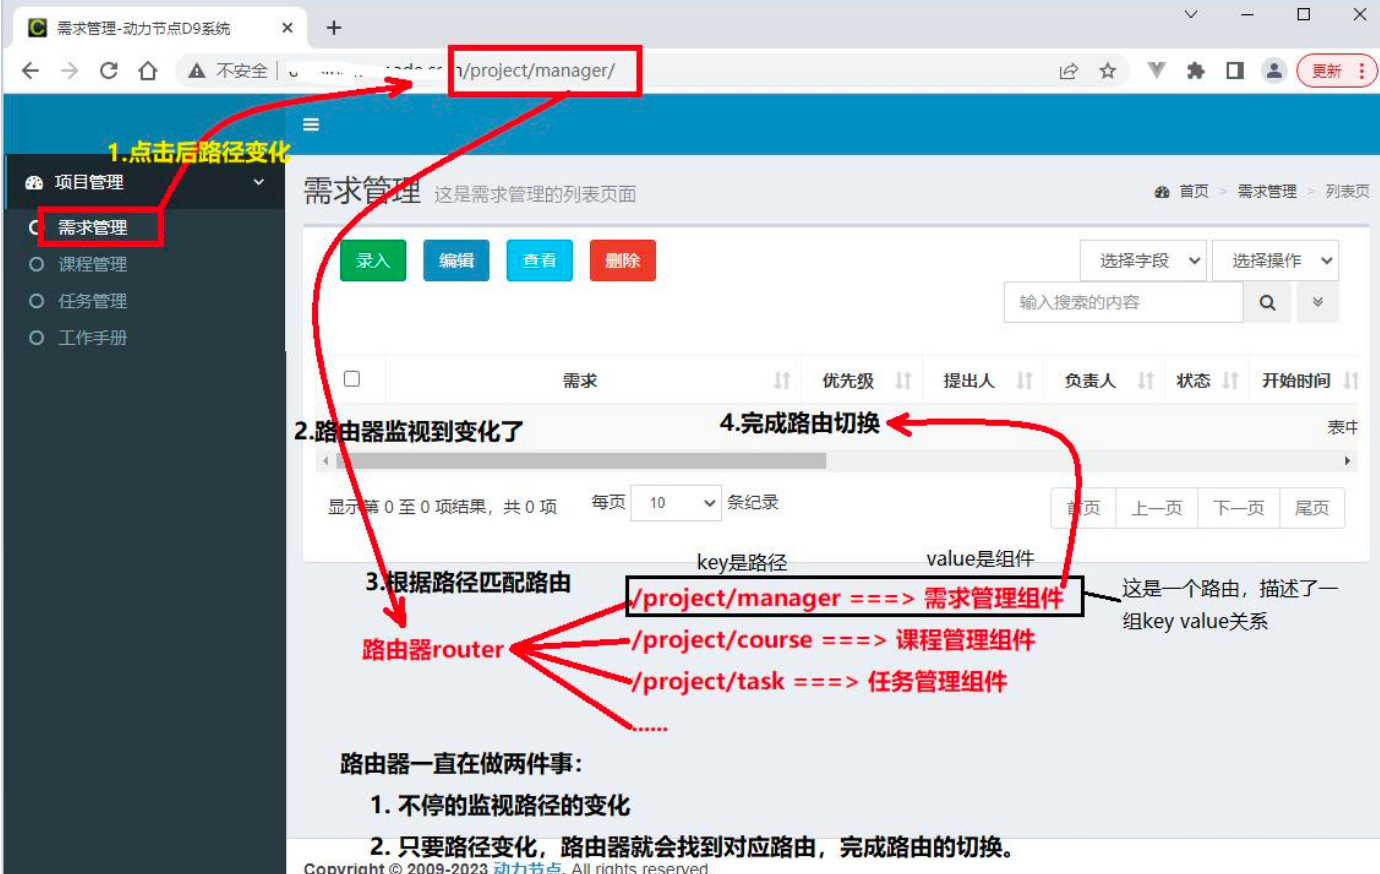 需求管理-动力节点D9系统
不安全
/project/manager/
更新
1.点击后路径变化
项目管理
需求管理 这是需求管理的列表页面
首页 > 需求管理 > 列表页
需求管理
课程管理
任务管理
工作手册
录入 编辑 查看 删除
选择字段 选择操作
输入搜索的内容
需求 优先级 提出人 负责人 状态 开始时间
2.路由器监视到变化了
4.完成路由切换
表中
显示第 0 至 0 项结果，共 0 项 每页 10 条纪录
首页 上一页 下一页 尾页
key是路径 value是组件
3.根据路径匹配路由
/project/manager ===> 需求管理组件
这是一个路由，描述了一
组key value关系
路由器router
/project/course ===> 课程管理组件
/project/task ===> 任务管理组件
......
路由器一直在做两件事：
1. 不停的监视路径的变化
2. 只要路径变化，路由器就会找到对应路由，完成路由的切换。
Copyright © 2009-2023 动力节点. All rights reserved.